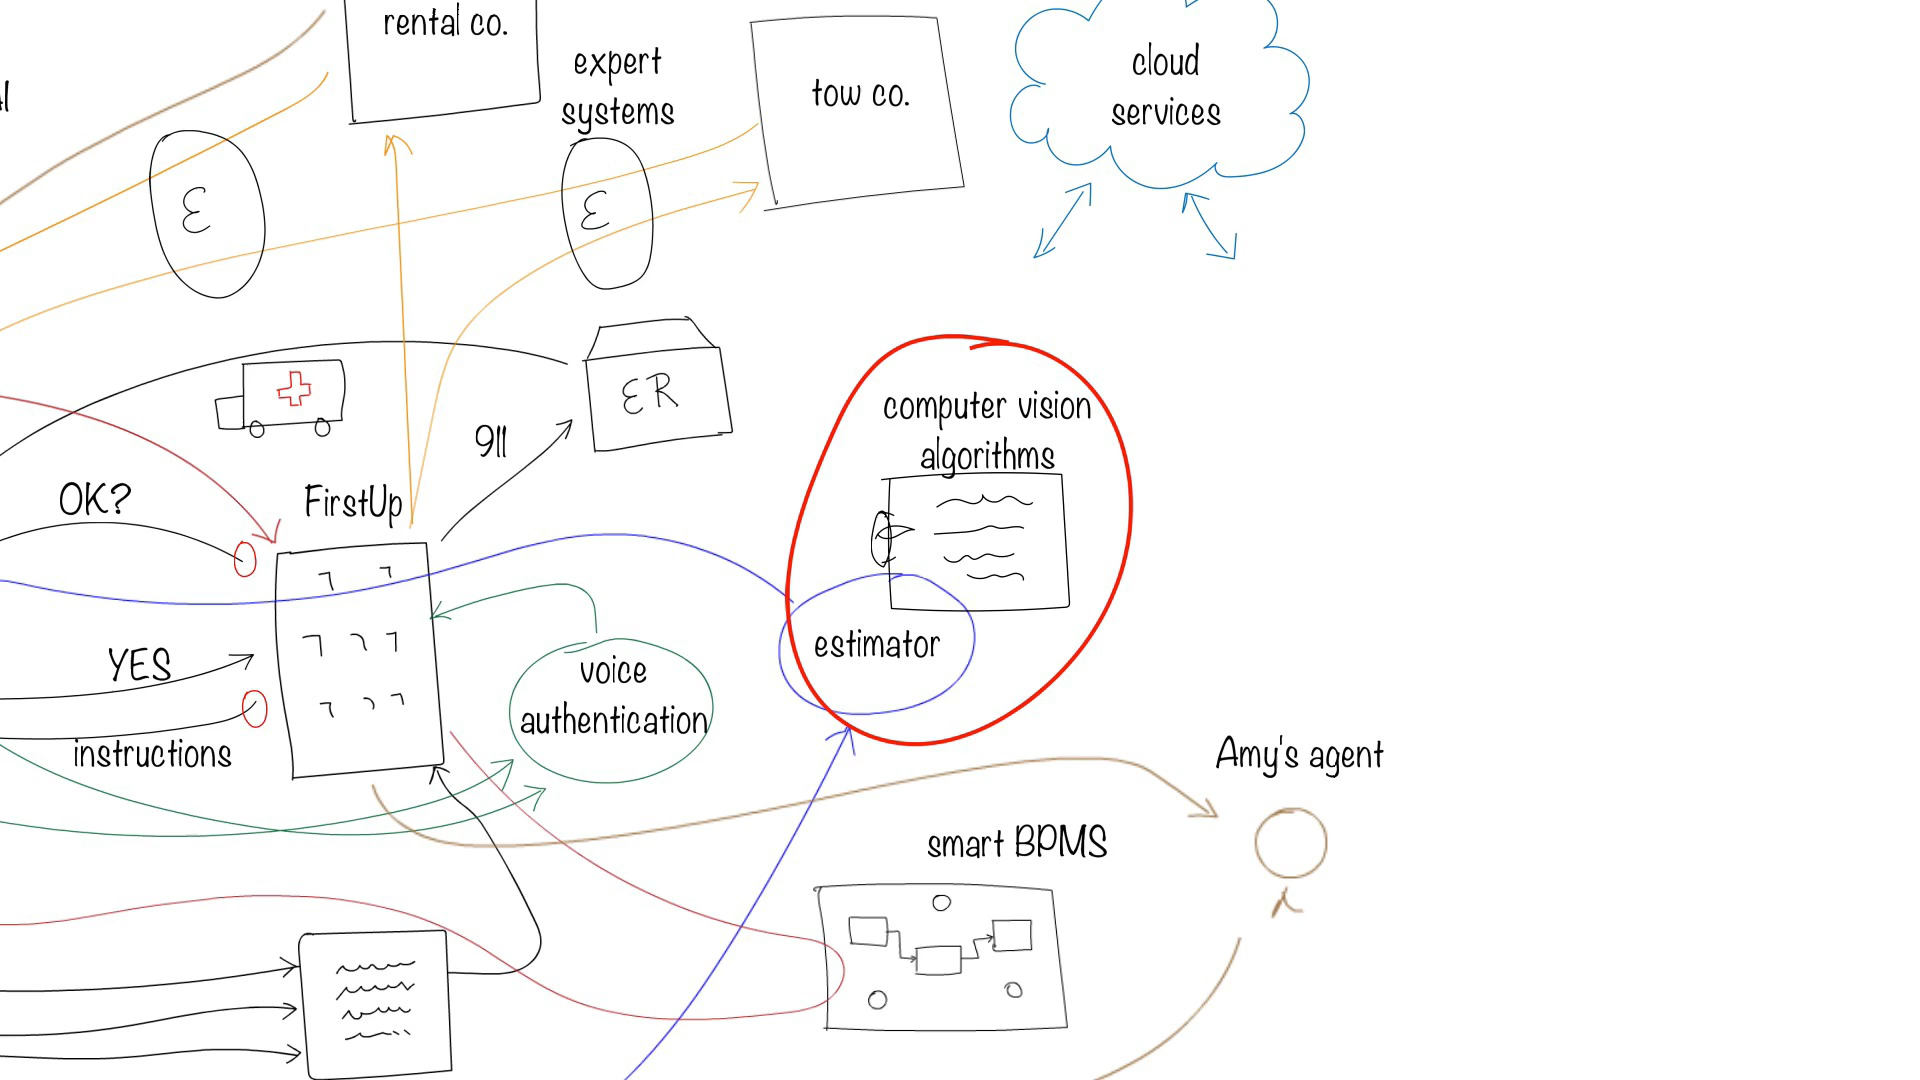 rental co.
expert
systems
tow co.
cloud
services
E
E
ER
911
computer vision
algorithms
OK?
FirstUp
estimator
YES
voice
authentication
instructions
Amy's agent
smart BPMS